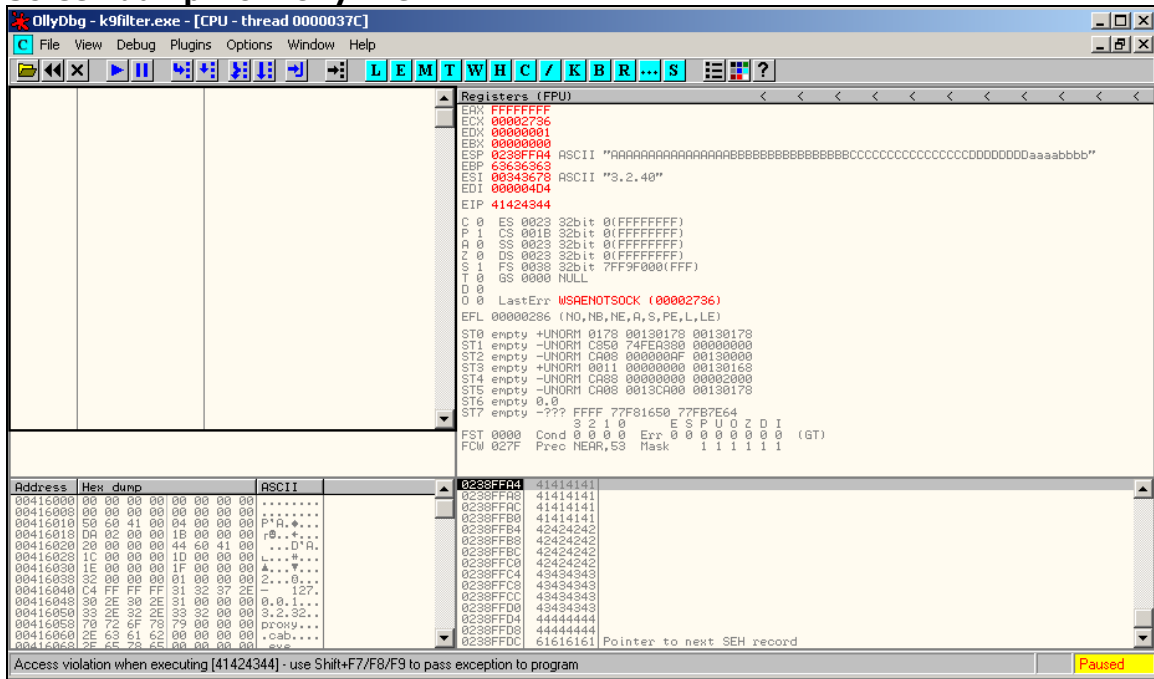 OllyDbg - k9filter.exe - [CPU - thread 0000037C]
C File View Debug Plugins Options Window Help
L E M T W H C / K B R ... S ?
Registers (FPU) < < < < < < < < < < <
EAX FFFFFFFF
ECX 00002736
EDX 00000001
EBX 00000000
ESP 0238FFA4 ASCII "AAAAAAAAAAAAAAAABBBBBBBBBBBBBBBBCCCCCCCCCCCCCCCCDDDDDDDDaaaabbbb"
EBP 63636363
ESI 00343678 ASCII "3.2.40"
EDI 000004D4
EIP 41424344
C 0 ES 0023 32bit 0(FFFFFFFF)
P 1 CS 001B 32bit 0(FFFFFFFF)
A 0 SS 0023 32bit 0(FFFFFFFF)
Z 0 DS 0023 32bit 0(FFFFFFFF)
S 1 FS 0038 32bit 7FF9F000(FFF)
T 0 GS 0000 NULL
D 0
O 0 LastErr WSAENOTSOCK (00002736)
EFL 00000286 (NO,NB,NE,A,S,PE,L,LE)
ST0 empty +UNORM 0178 00130178 00130178
ST1 empty -UNORM C850 74FEA380 00000000
ST2 empty -UNORM CA08 000000AF 00130000
ST3 empty +UNORM 0011 00000000 00130168
ST4 empty -UNORM CA88 00000000 00002000
ST5 empty -UNORM CA08 0013CA00 00130178
ST6 empty 0.0
ST7 empty -??? FFFF 77F81650 77FB7E64
3 2 1 0 E S P U O Z D I
FST 0000 Cond 0 0 0 0 Err 0 0 0 0 0 0 0 0 (GT)
FCW 027F Prec NEAR,53 Mask 1 1 1 1 1 1
Address Hex dump ASCII
00416000 00 00 00 00 00 00 00 00 ........
00416008 00 00 00 00 00 00 00 00 ........
00416010 50 60 41 00 04 00 00 00 P`A.♦...
00416018 DA 02 00 00 1B 00 00 00 ┌☻..←...
00416020 20 00 00 00 44 60 41 00  ...D`A.
00416028 1C 00 00 00 1D 00 00 00 ∟...↔...
00416030 1E 00 00 00 1F 00 00 00 ▲...▼...
00416038 32 00 00 00 01 00 00 00 2...☺...
00416040 C4 FF FF FF 31 32 37 2E ─   127.
00416048 30 2E 30 2E 31 00 00 00 0.0.1...
00416050 33 2E 32 2E 33 32 00 00 3.2.32..
00416058 70 72 6F 78 79 00 00 00 proxy...
00416060 2E 63 61 62 00 00 00 00 .cab....
00416068 2E 65 78 65 00 00 00 00 .exe....
0238FFA4 41414141
0238FFA8 41414141
0238FFAC 41414141
0238FFB0 41414141
0238FFB4 42424242
0238FFB8 42424242
0238FFBC 42424242
0238FFC0 42424242
0238FFC4 43434343
0238FFC8 43434343
0238FFCC 43434343
0238FFD0 43434343
0238FFD4 44444444
0238FFD8 44444444
0238FFDC 61616161 Pointer to next SEH record
Access violation when executing [41424344] - use Shift+F7/F8/F9 to pass exception to program
Paused